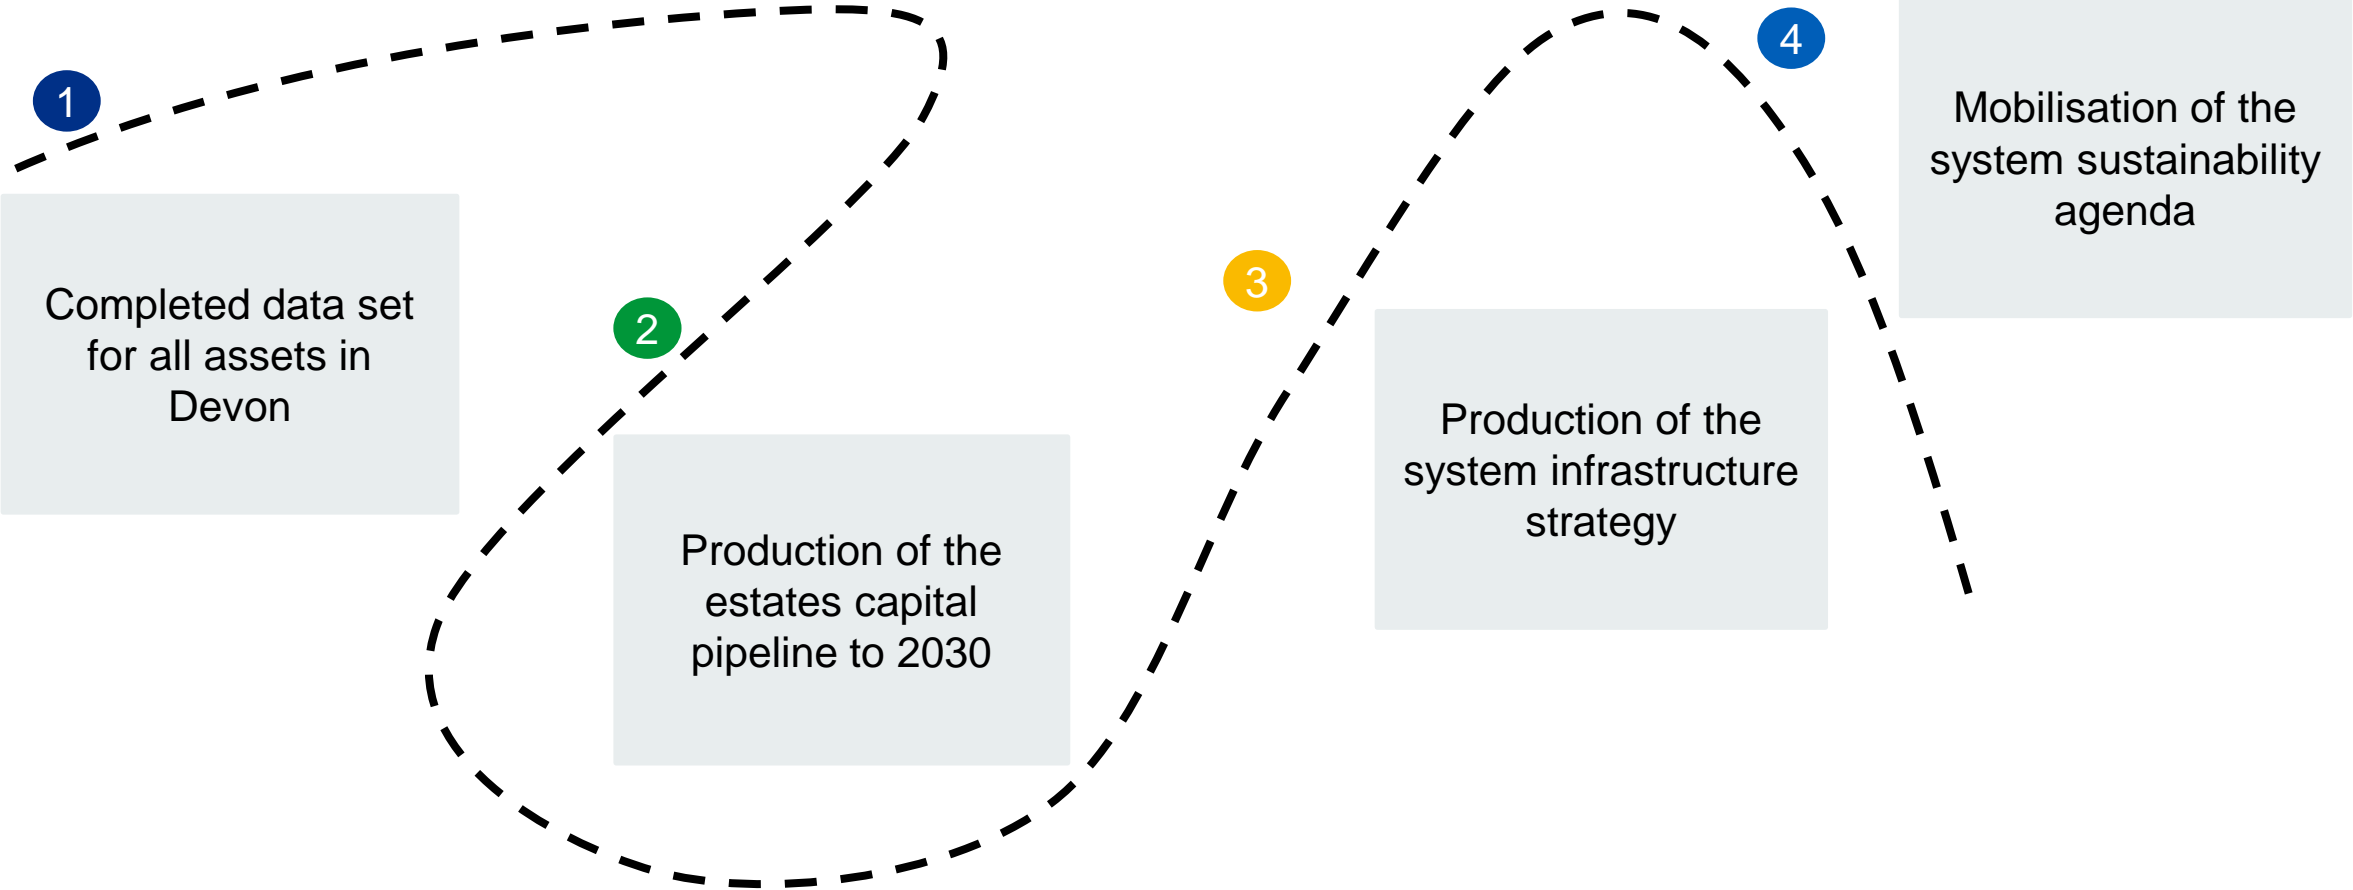 1
Completed data set
for all assets in
Devon
2
Production of the
estates capital
pipeline to 2030
3
Production of the
system infrastructure
strategy
4
Mobilisation of the
system sustainability
agenda